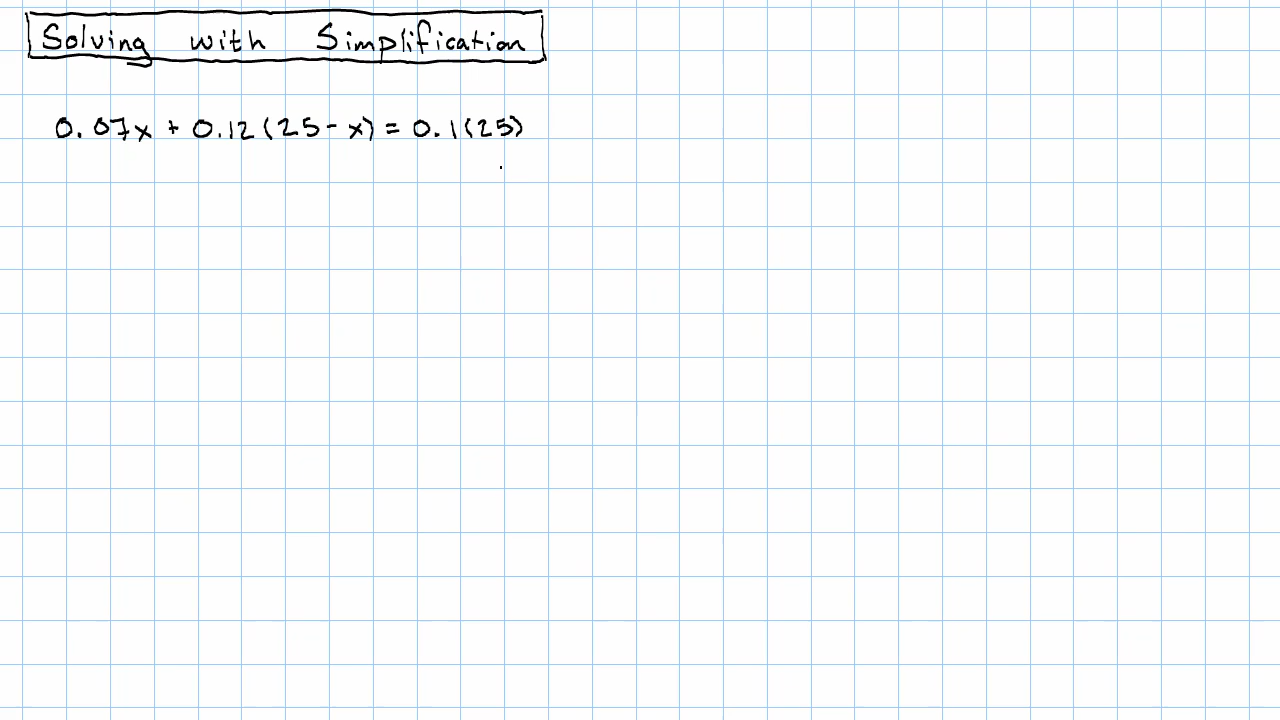 Solving with Simplification
0.07x + 0.12(25-x) = 0.1(25)